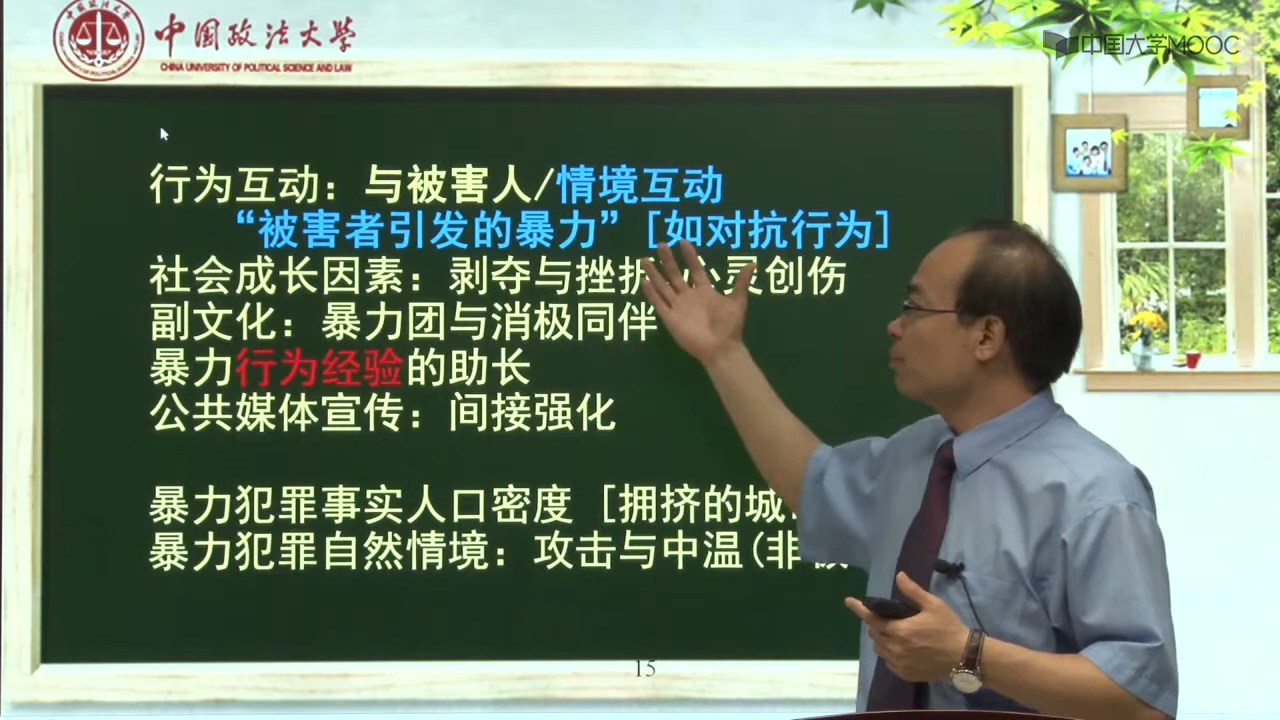 中国政法大学
CHINA UNIVERSITY OF POLITICAL SCIENCE AND LAW
中国大学MOOC
行为互动：与被害人/情境互动
“被害者引发的暴力”[如对抗行为]
社会成长因素：剥夺与挫折 心灵创伤
副文化：暴力团与消极同伴
暴力行为经验的助长
公共媒体宣传：间接强化
暴力犯罪事实人口密度 [拥挤的城
暴力犯罪自然情境：攻击与中温(非
15